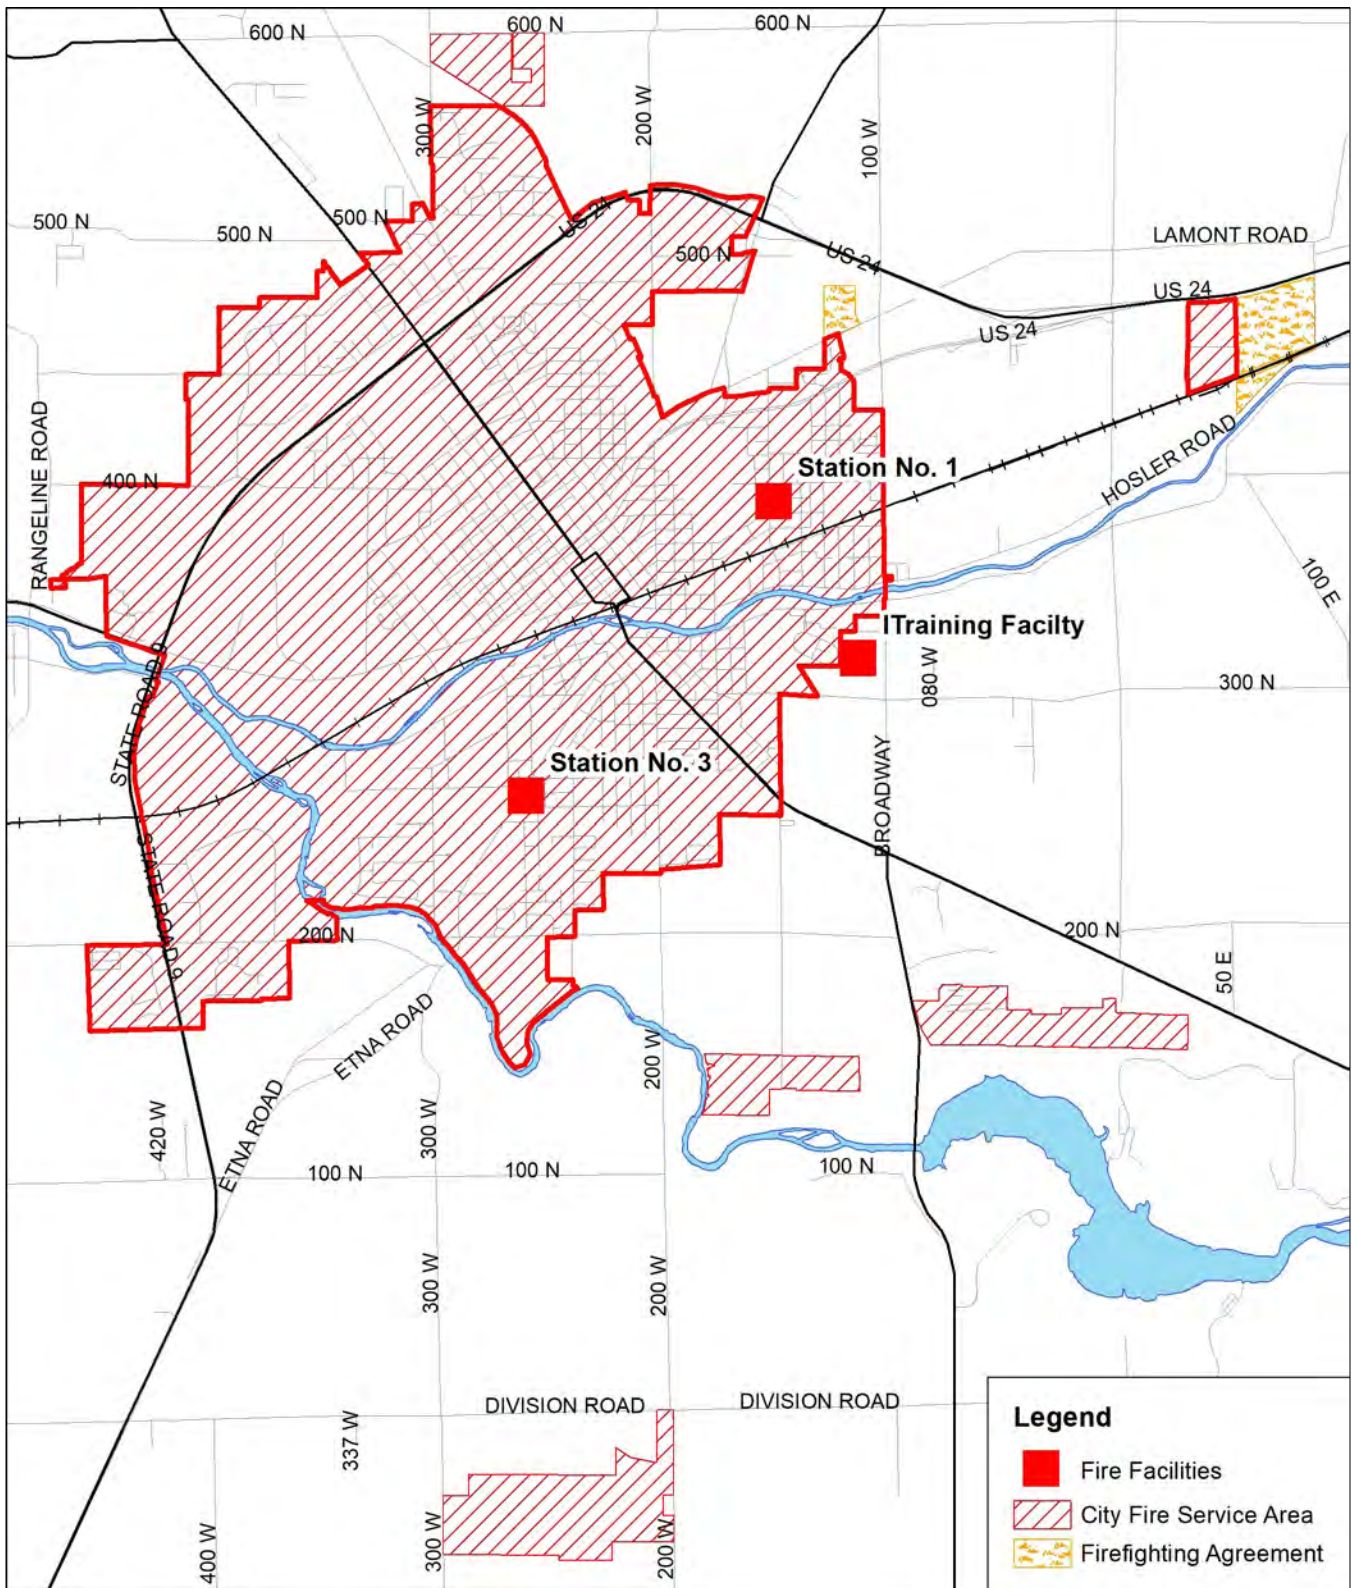 600 N
600 N
600 N
300 W
200 W
100 W
500 N
500 N
500 N
US 24
500 N
US 24
LAMONT ROAD
US 24
US 24
RANGELINE ROAD
400 N
Station No. 1
HOSLER ROAD
100 E
ITraining Facilty
080 W
300 N
STATE ROAD 9
Station No. 3
BROADWAY
STATE ROAD 9
200 N
200 N
50 E
ETNA ROAD
200 W
420 W
ETNA ROAD
300 W
100 N
100 N
100 N
300 W
200 W
DIVISION ROAD
DIVISION ROAD
337 W
400 W
300 W
200 W
Legend
Fire Facilities
City Fire Service Area
Firefighting Agreement